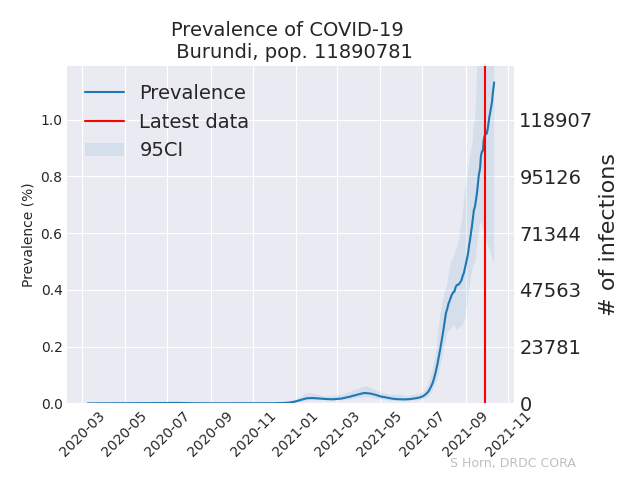 Prevalence of COVID-19
Burundi, pop. 11890781
Prevalence
Latest data
95CI
Prevalence (%)
1.0
0.8
0.6
0.4
0.2
0.0
118907
95126
71344
47563
23781
0
# of infections
2020-03
2020-05
2020-07
2020-09
2020-11
2021-01
2021-03
2021-05
2021-07
2021-09
2021-11
S Horn, DRDC CORA